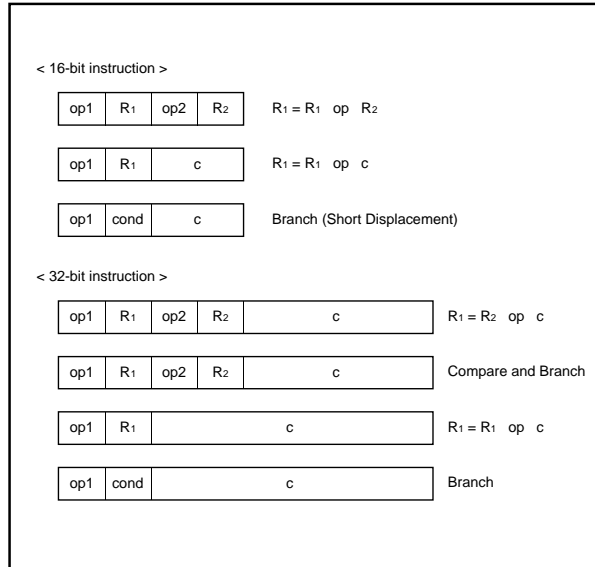 < 16-bit instruction >
op1 R1 op2 R2 R1 = R1 op R2
op1 R1 c R1 = R1 op c
op1 cond c Branch (Short Displacement)
< 32-bit instruction >
op1 R1 op2 R2 c R1 = R2 op c
op1 R1 op2 R2 c Compare and Branch
op1 R1 c R1 = R1 op c
op1 cond c Branch